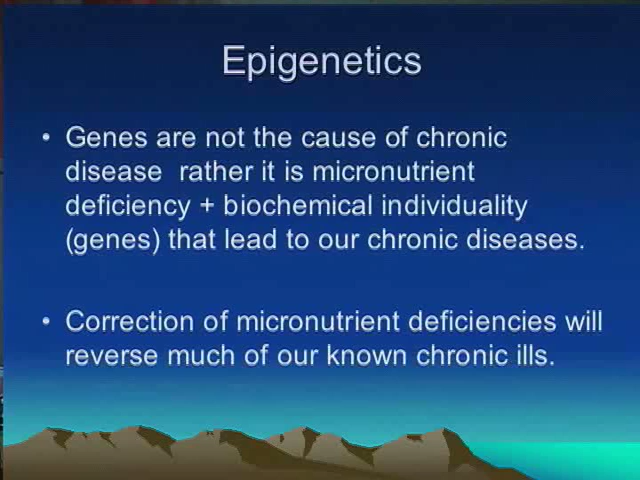 Epigenetics
• Genes are not the cause of chronic
disease  rather it is micronutrient
deficiency + biochemical individuality
(genes) that lead to our chronic diseases.
• Correction of micronutrient deficiencies will
reverse much of our known chronic ills.